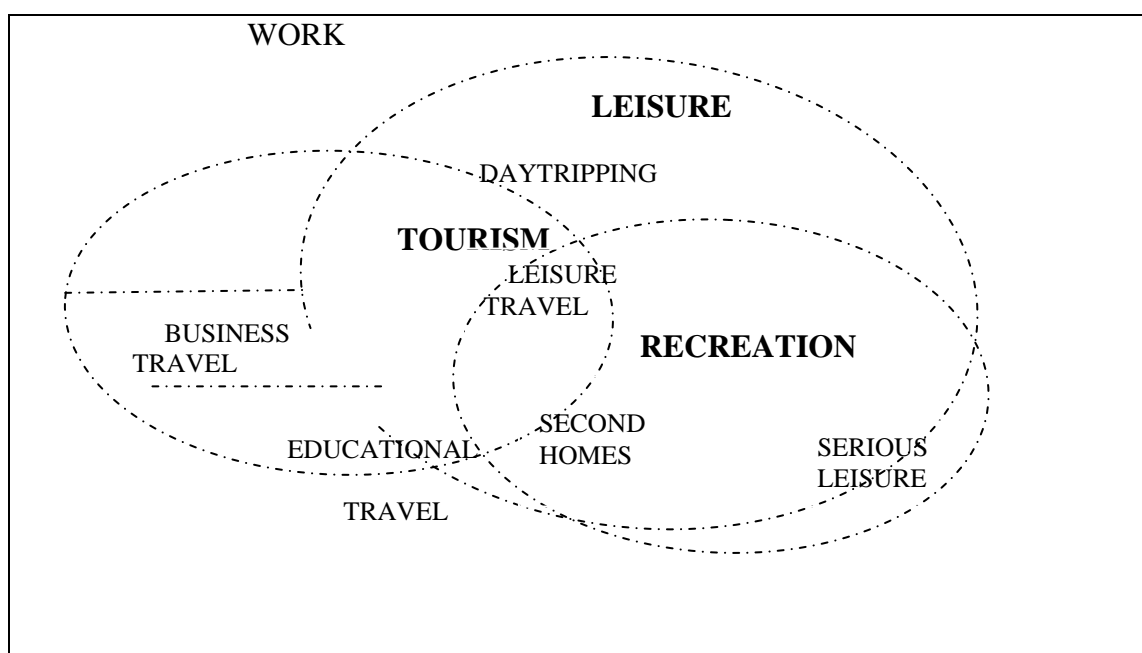 WORK
LEISURE
DAYTRIPPING
TOURISM
LEISURE
TRAVEL
BUSINESS
TRAVEL
RECREATION
SECOND
HOMES
EDUCATIONAL
TRAVEL
SERIOUS
LEISURE